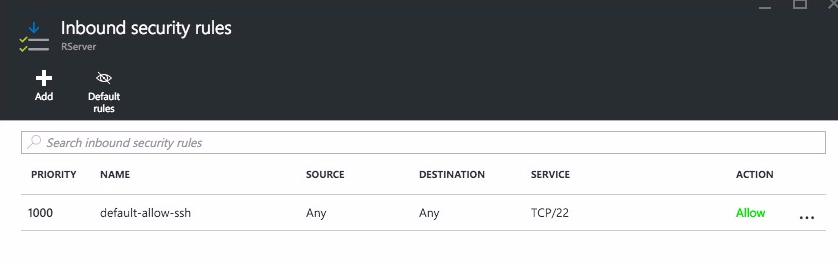 Inbound security rules
RServer
Add
Default
rules
Search inbound security rules
PRIORITY NAME SOURCE DESTINATION SERVICE ACTION
1000 default-allow-ssh Any Any TCP/22 Allow ...